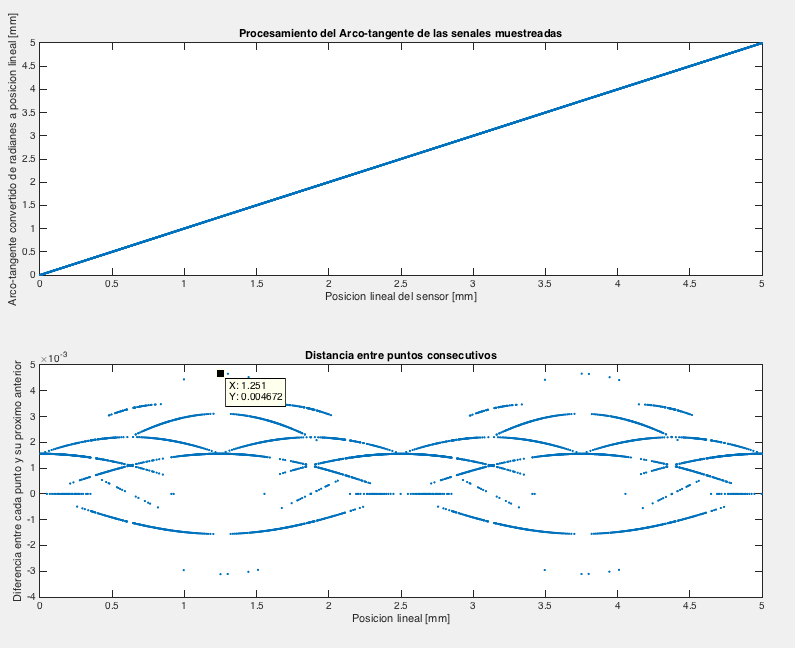 Procesamiento del Arco-tangente de las senales muestreadas
Arco-tangente convertido de radianes a posicion lineal [mm]
5
4.5
4
3.5
3
2.5
2
1.5
1
0.5
0
0 0.5 1 1.5 2 2.5 3 3.5 4 4.5 5
Posicion lineal del sensor [mm]
Distancia entre puntos consecutivos
×10-3
Diferencia entre cada punto y su proximo anterior
5
4
3
2
1
0
-1
-2
-3
-4
X: 1.251
Y: 0.004672
0 0.5 1 1.5 2 2.5 3 3.5 4 4.5 5
Posicion lineal [mm]